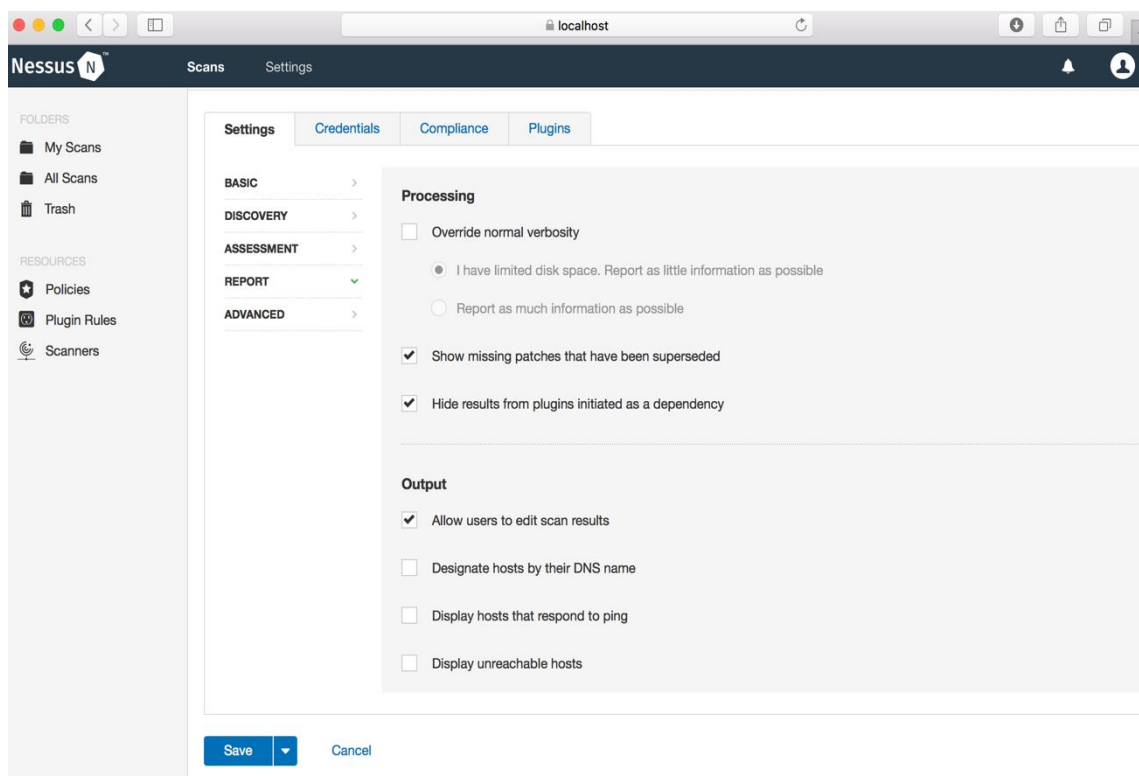 localhost
Nessus N ™
Scans Settings
FOLDERS
My Scans
All Scans
Trash
RESOURCES
Policies
Plugin Rules
Scanners
Settings Credentials Compliance Plugins
BASIC
DISCOVERY
ASSESSMENT
REPORT
ADVANCED
Processing
Override normal verbosity
I have limited disk space. Report as little information as possible
Report as much information as possible
Show missing patches that have been superseded
Hide results from plugins initiated as a dependency
Output
Allow users to edit scan results
Designate hosts by their DNS name
Display hosts that respond to ping
Display unreachable hosts
Save Cancel